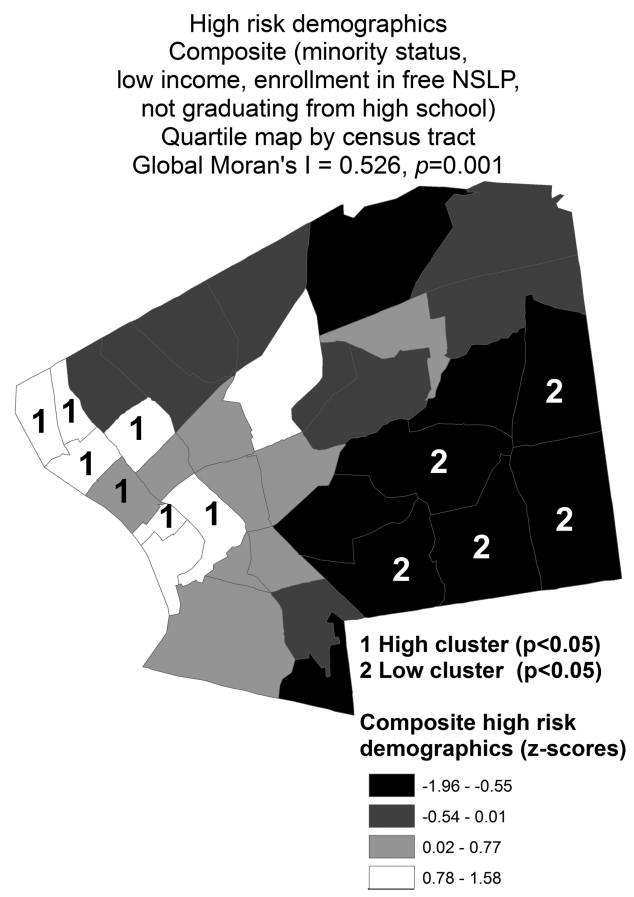 High risk demographics
Composite (minority status,
low income, enrollment in free NSLP,
not graduating from high school)
Quartile map by census tract
Global Moran's I = 0.526, p=0.001
2
1
1
1
1
2
1
1
1
2
2
2
1 High cluster (p<0.05)
2 Low cluster (p<0.05)
Composite high risk
demographics (z-scores)
-1.96 - -0.55
-0.54 - 0.01
0.02 - 0.77
0.78 - 1.58